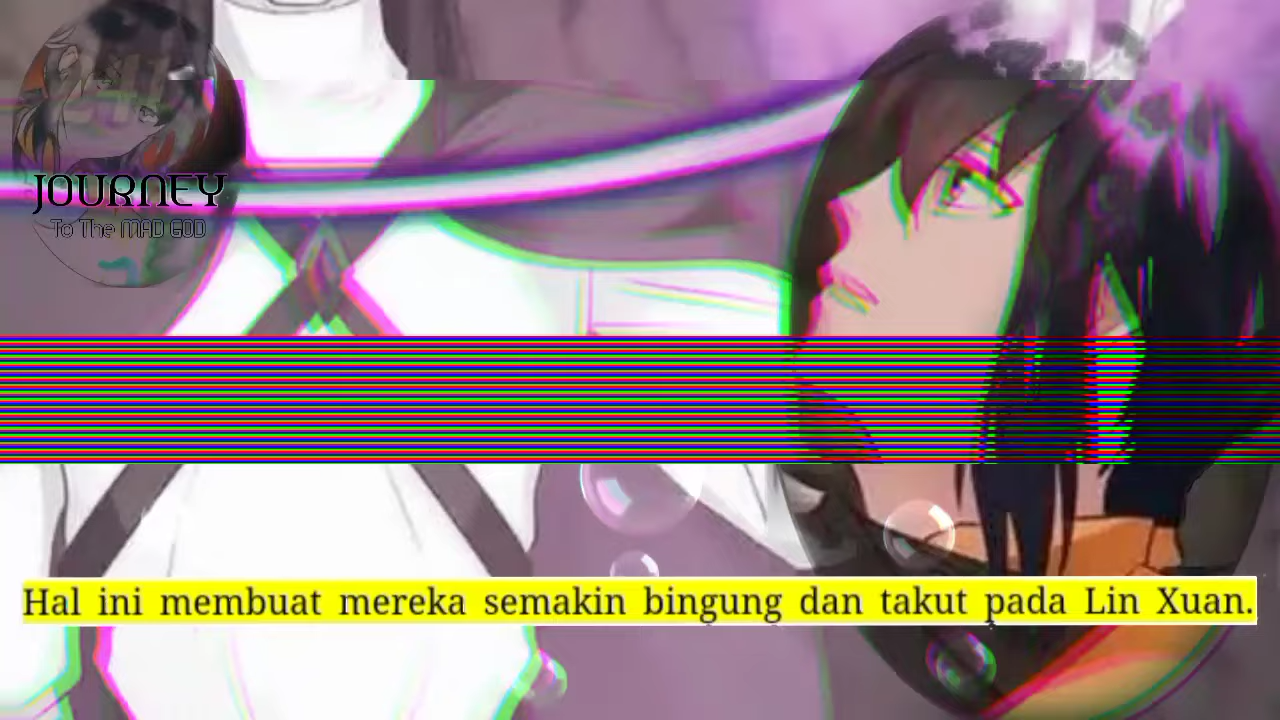 JOURNEY
To The MAD GOD
Hal ini membuat mereka semakin bingung dan takut pada Lin Xuan.